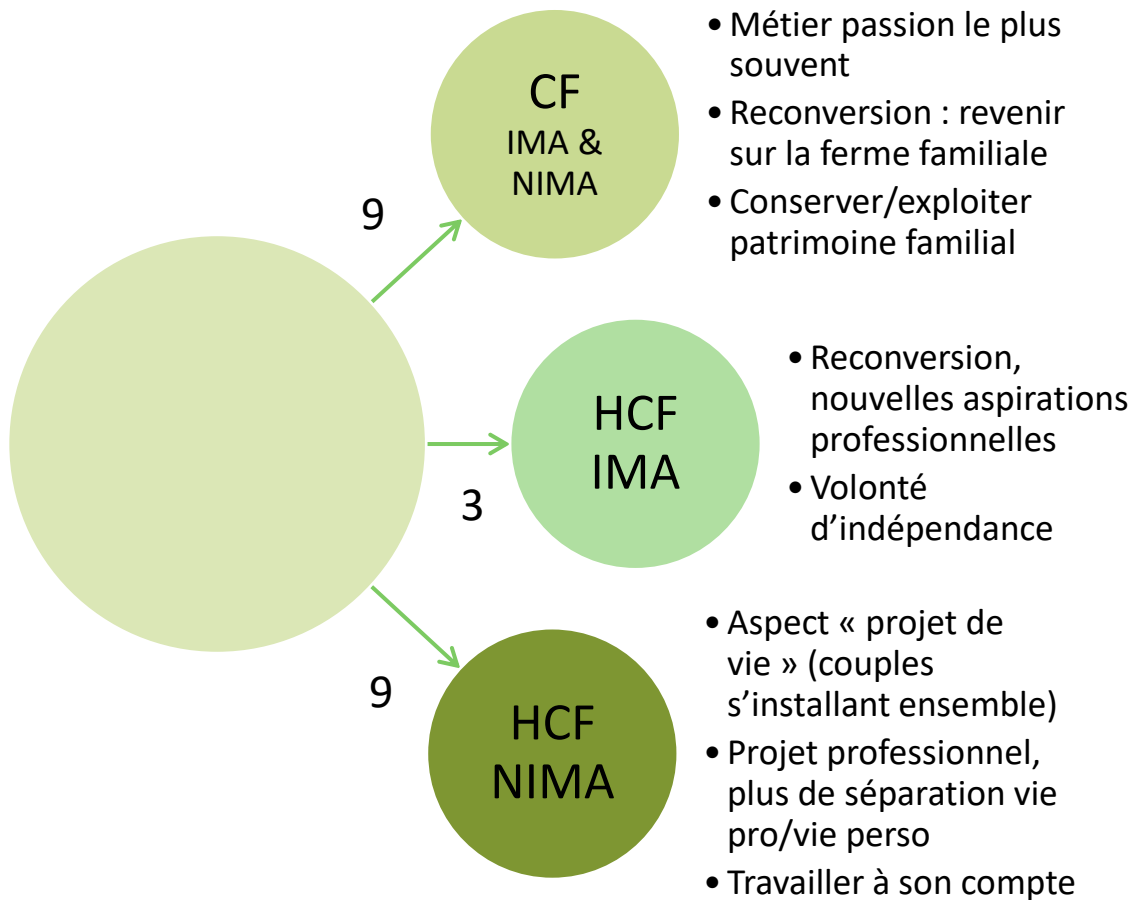 9
CF
IMA &
NIMA
• Métier passion le plus
souvent
• Reconversion : revenir
sur la ferme familiale
• Conserver/exploiter
patrimoine familial
3
HCF
IMA
• Reconversion,
nouvelles aspirations
professionnelles
• Volonté
d’indépendance
9
HCF
NIMA
• Aspect « projet de
vie » (couples
s’installant ensemble)
• Projet professionnel,
plus de séparation vie
pro/vie perso
• Travailler à son compte